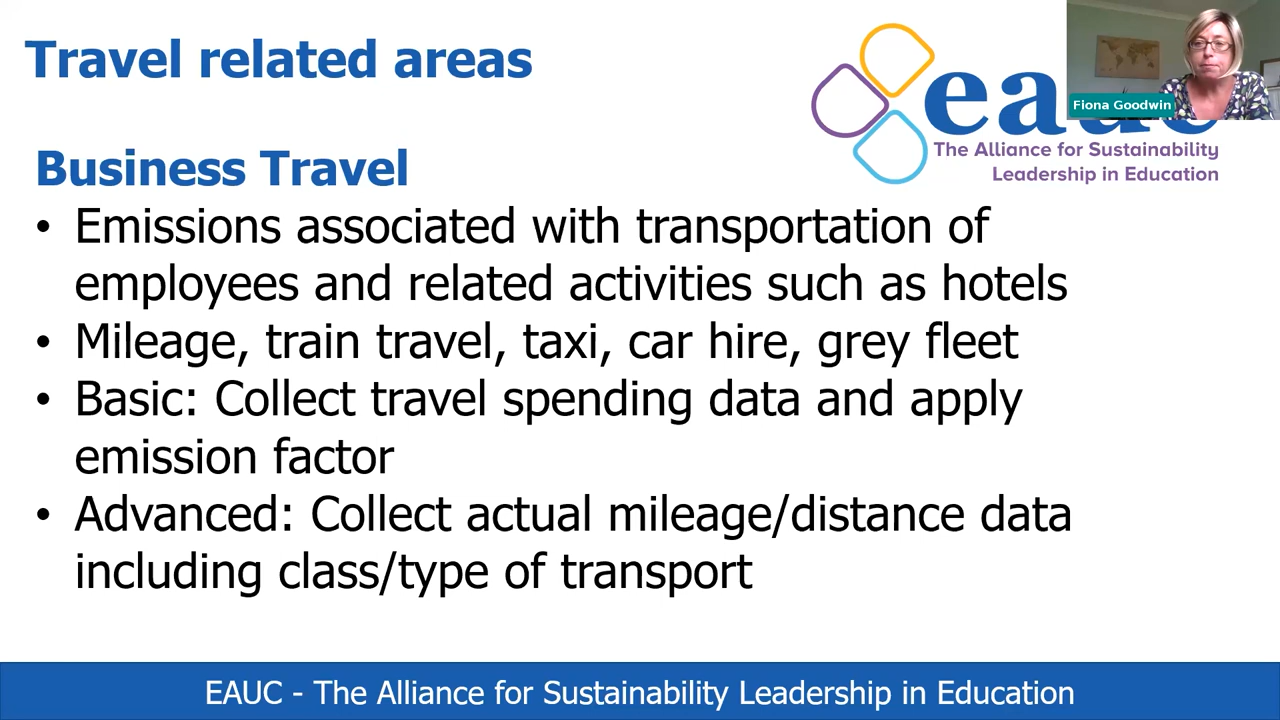 Travel related areas
eauc
Fiona Goodwin
The Alliance for Sustainability
Leadership in Education
Business Travel
• Emissions associated with transportation of
employees and related activities such as hotels
• Mileage, train travel, taxi, car hire, grey fleet
• Basic: Collect travel spending data and apply
emission factor
• Advanced: Collect actual mileage/distance data
including class/type of transport
EAUC - The Alliance for Sustainability Leadership in Education